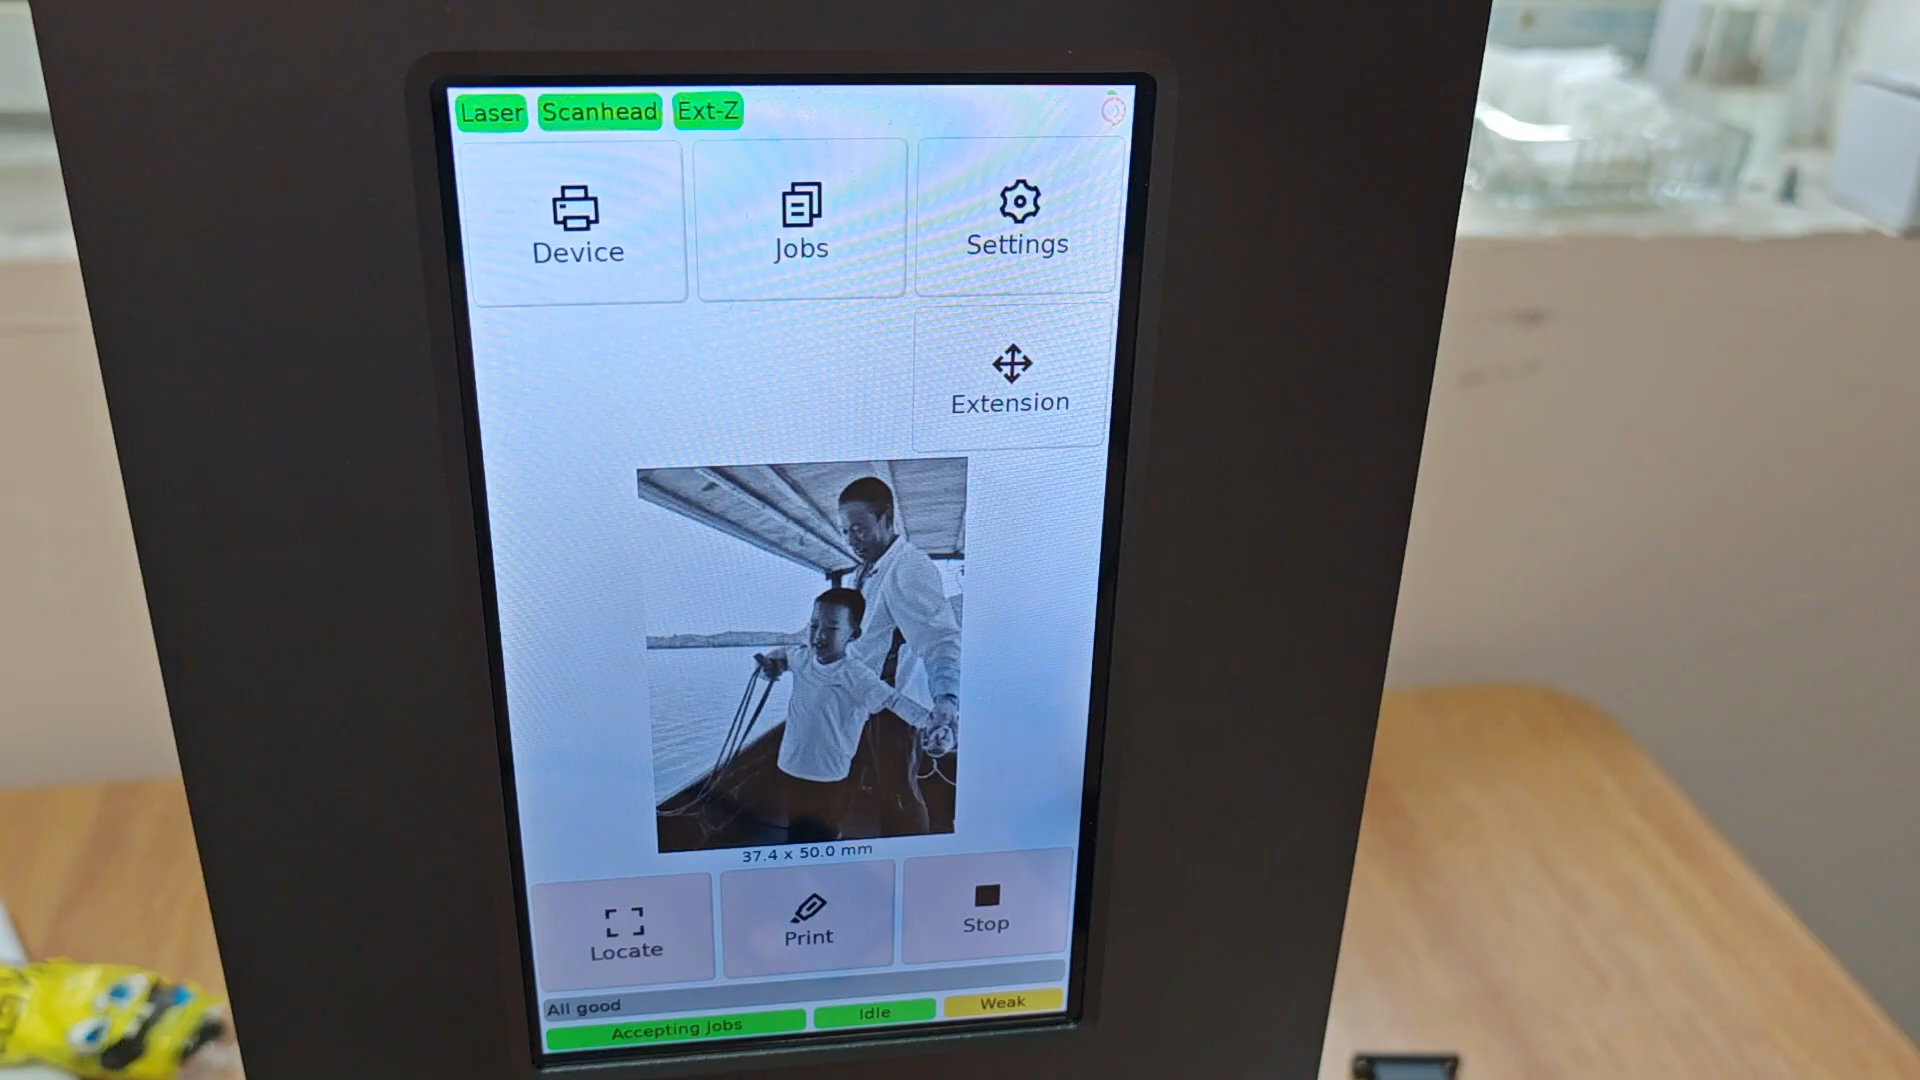 Laser Scanhead Ext-Z
Device Jobs Settings
Extension
37.4 x 50.0 mm
Locate Print Stop
All good
Accepting Jobs Idle Weak